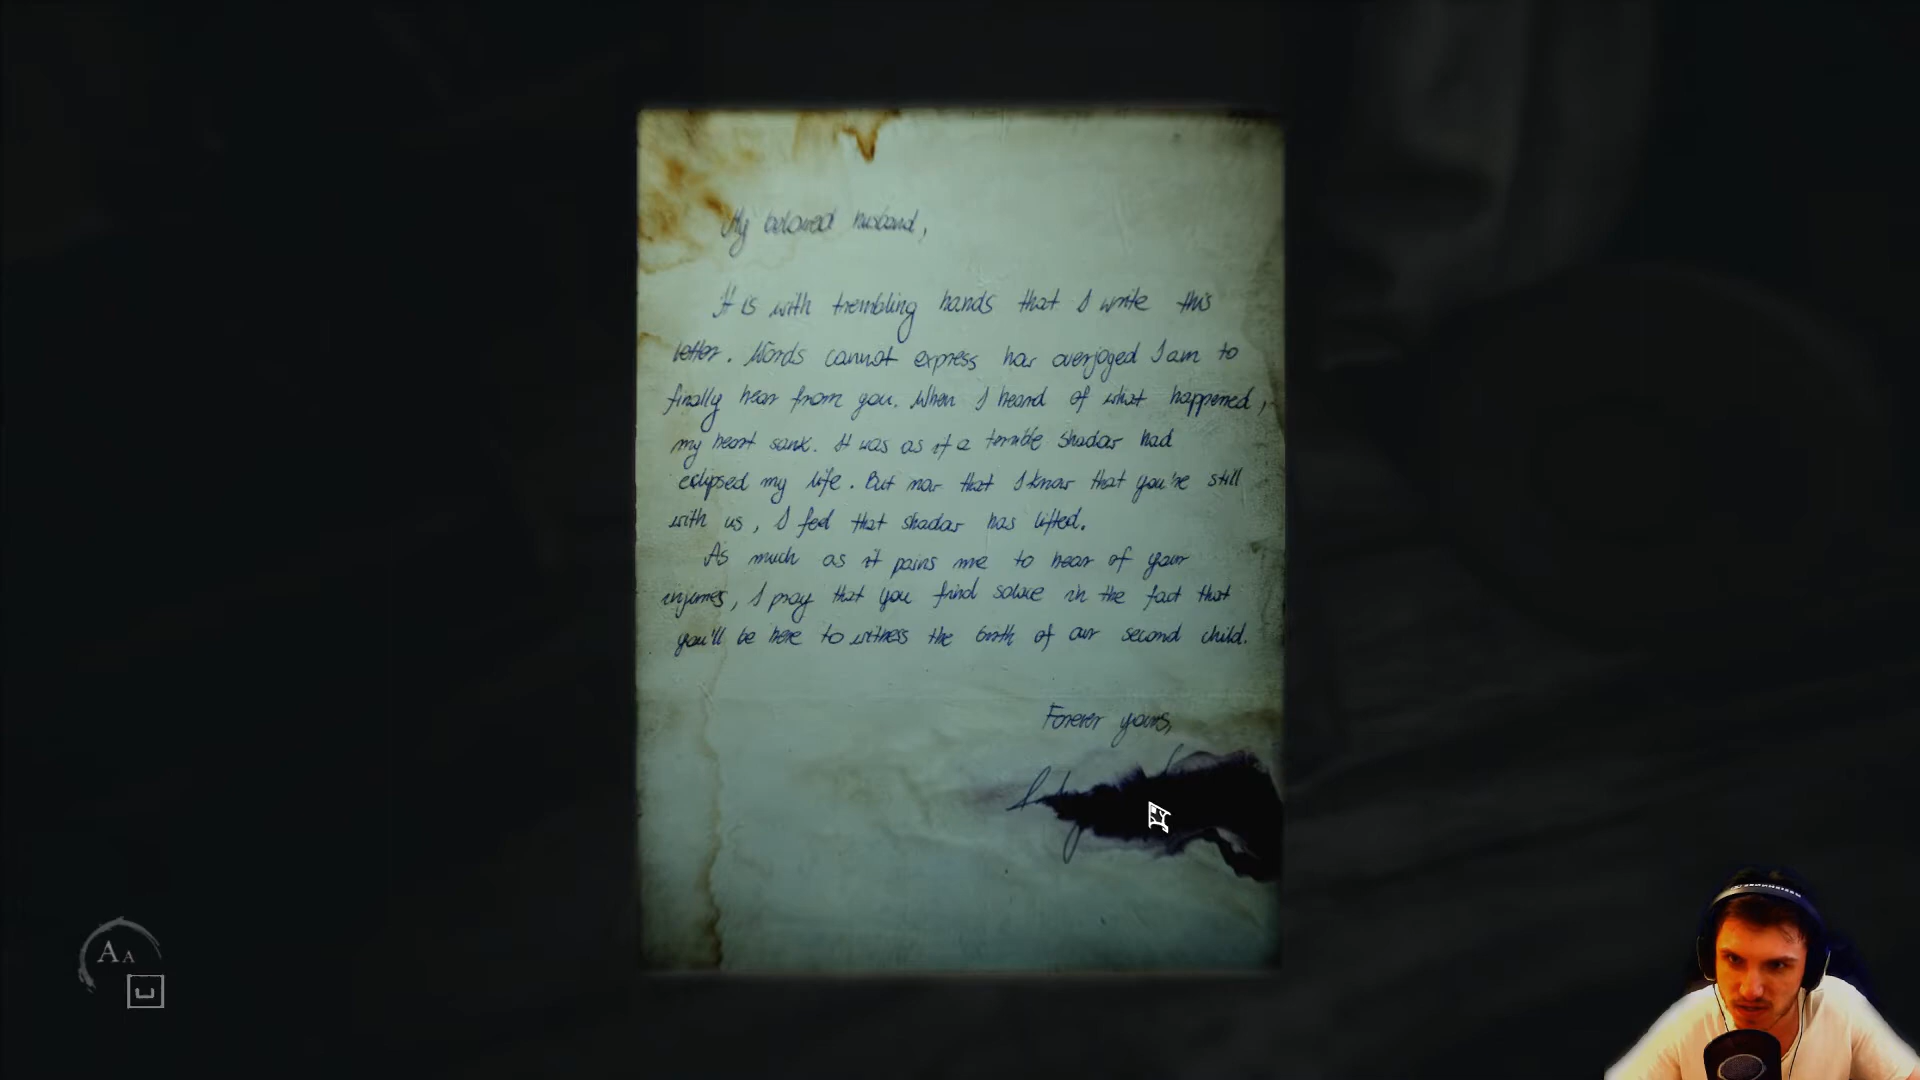 My beloved husband,
It is with trembling hands that I write this
letter. Words cannot express how overjoyed I am to
finally hear from you. When I heard of what happened,
my heart sank. It was as if a terrible shadow had
eclipsed my life. But now that I know that you're still
with us, I feel that shadow has lifted.
As much as it pains me to hear of your
injuries, I pray that you find solace in the fact that
you'll be here to witness the birth of our second child.
Forever yours,
A A